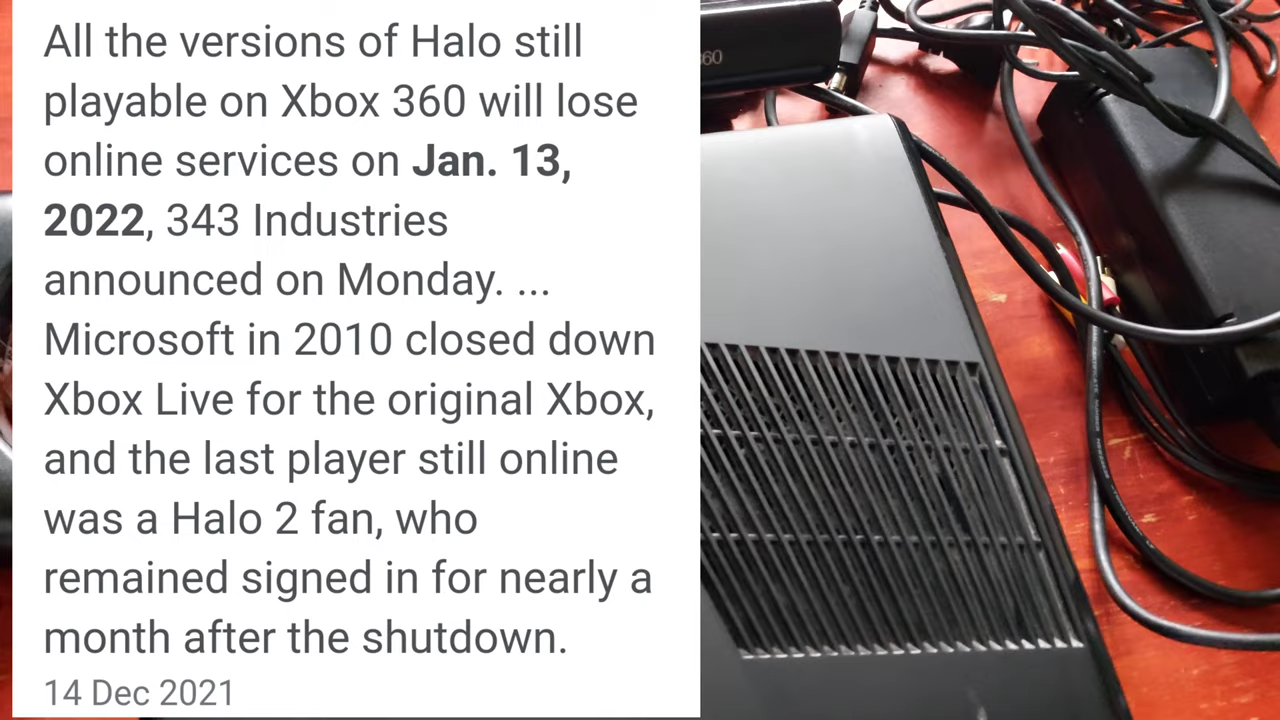 All the versions of Halo still
playable on Xbox 360 will lose
online services on Jan. 13,
2022, 343 Industries
announced on Monday. ...
Microsoft in 2010 closed down
Xbox Live for the original Xbox,
and the last player still online
was a Halo 2 fan, who
remained signed in for nearly a
month after the shutdown.
14 Dec 2021
60